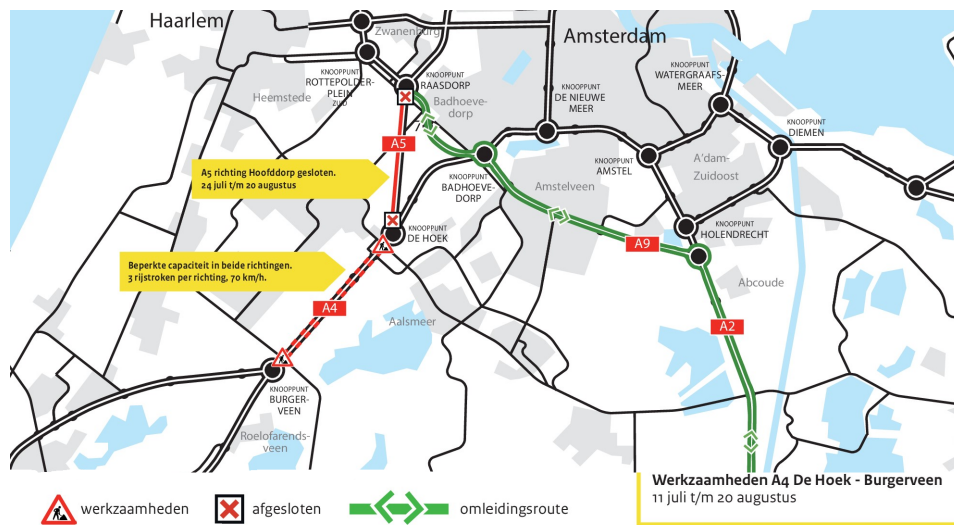 Haarlem
Zwanenburg
Amsterdam
KNOOPPUNT
ROTTEPOLDER-
PLEIN
ZUID
KNOOPPUNT
RAASDORP
Badhoeve-
dorp
Heemstede
KNOOPPUNT
DE NIEUWE
MEER
KNOOPPUNT
WATERGRAAFS-
MEER
KNOOPPUNT
DIEMEN
A5
A5 richting Hoofddorp gesloten.
24 juli t/m 20 augustus
KNOOPPUNT
BADHOEVE-
DORP
Amstelveen
KNOOPPUNT
AMSTEL
A'dam-
Zuidoost
KNOOPPUNT
DE HOEK
KNOOPPUNT
HOLENDRECHT
A9
Beperkte capaciteit in beide richtingen.
3 rijstroken per richting, 70 km/h.
A4
Aalsmeer
Abcoude
A2
KNOOPPUNT
BURGER-
VEEN
Roelofarends-
veen
Werkzaamheden A4 De Hoek - Burgerveen
11 juli t/m 20 augustus
werkzaamheden
afgesloten
omleidingsroute